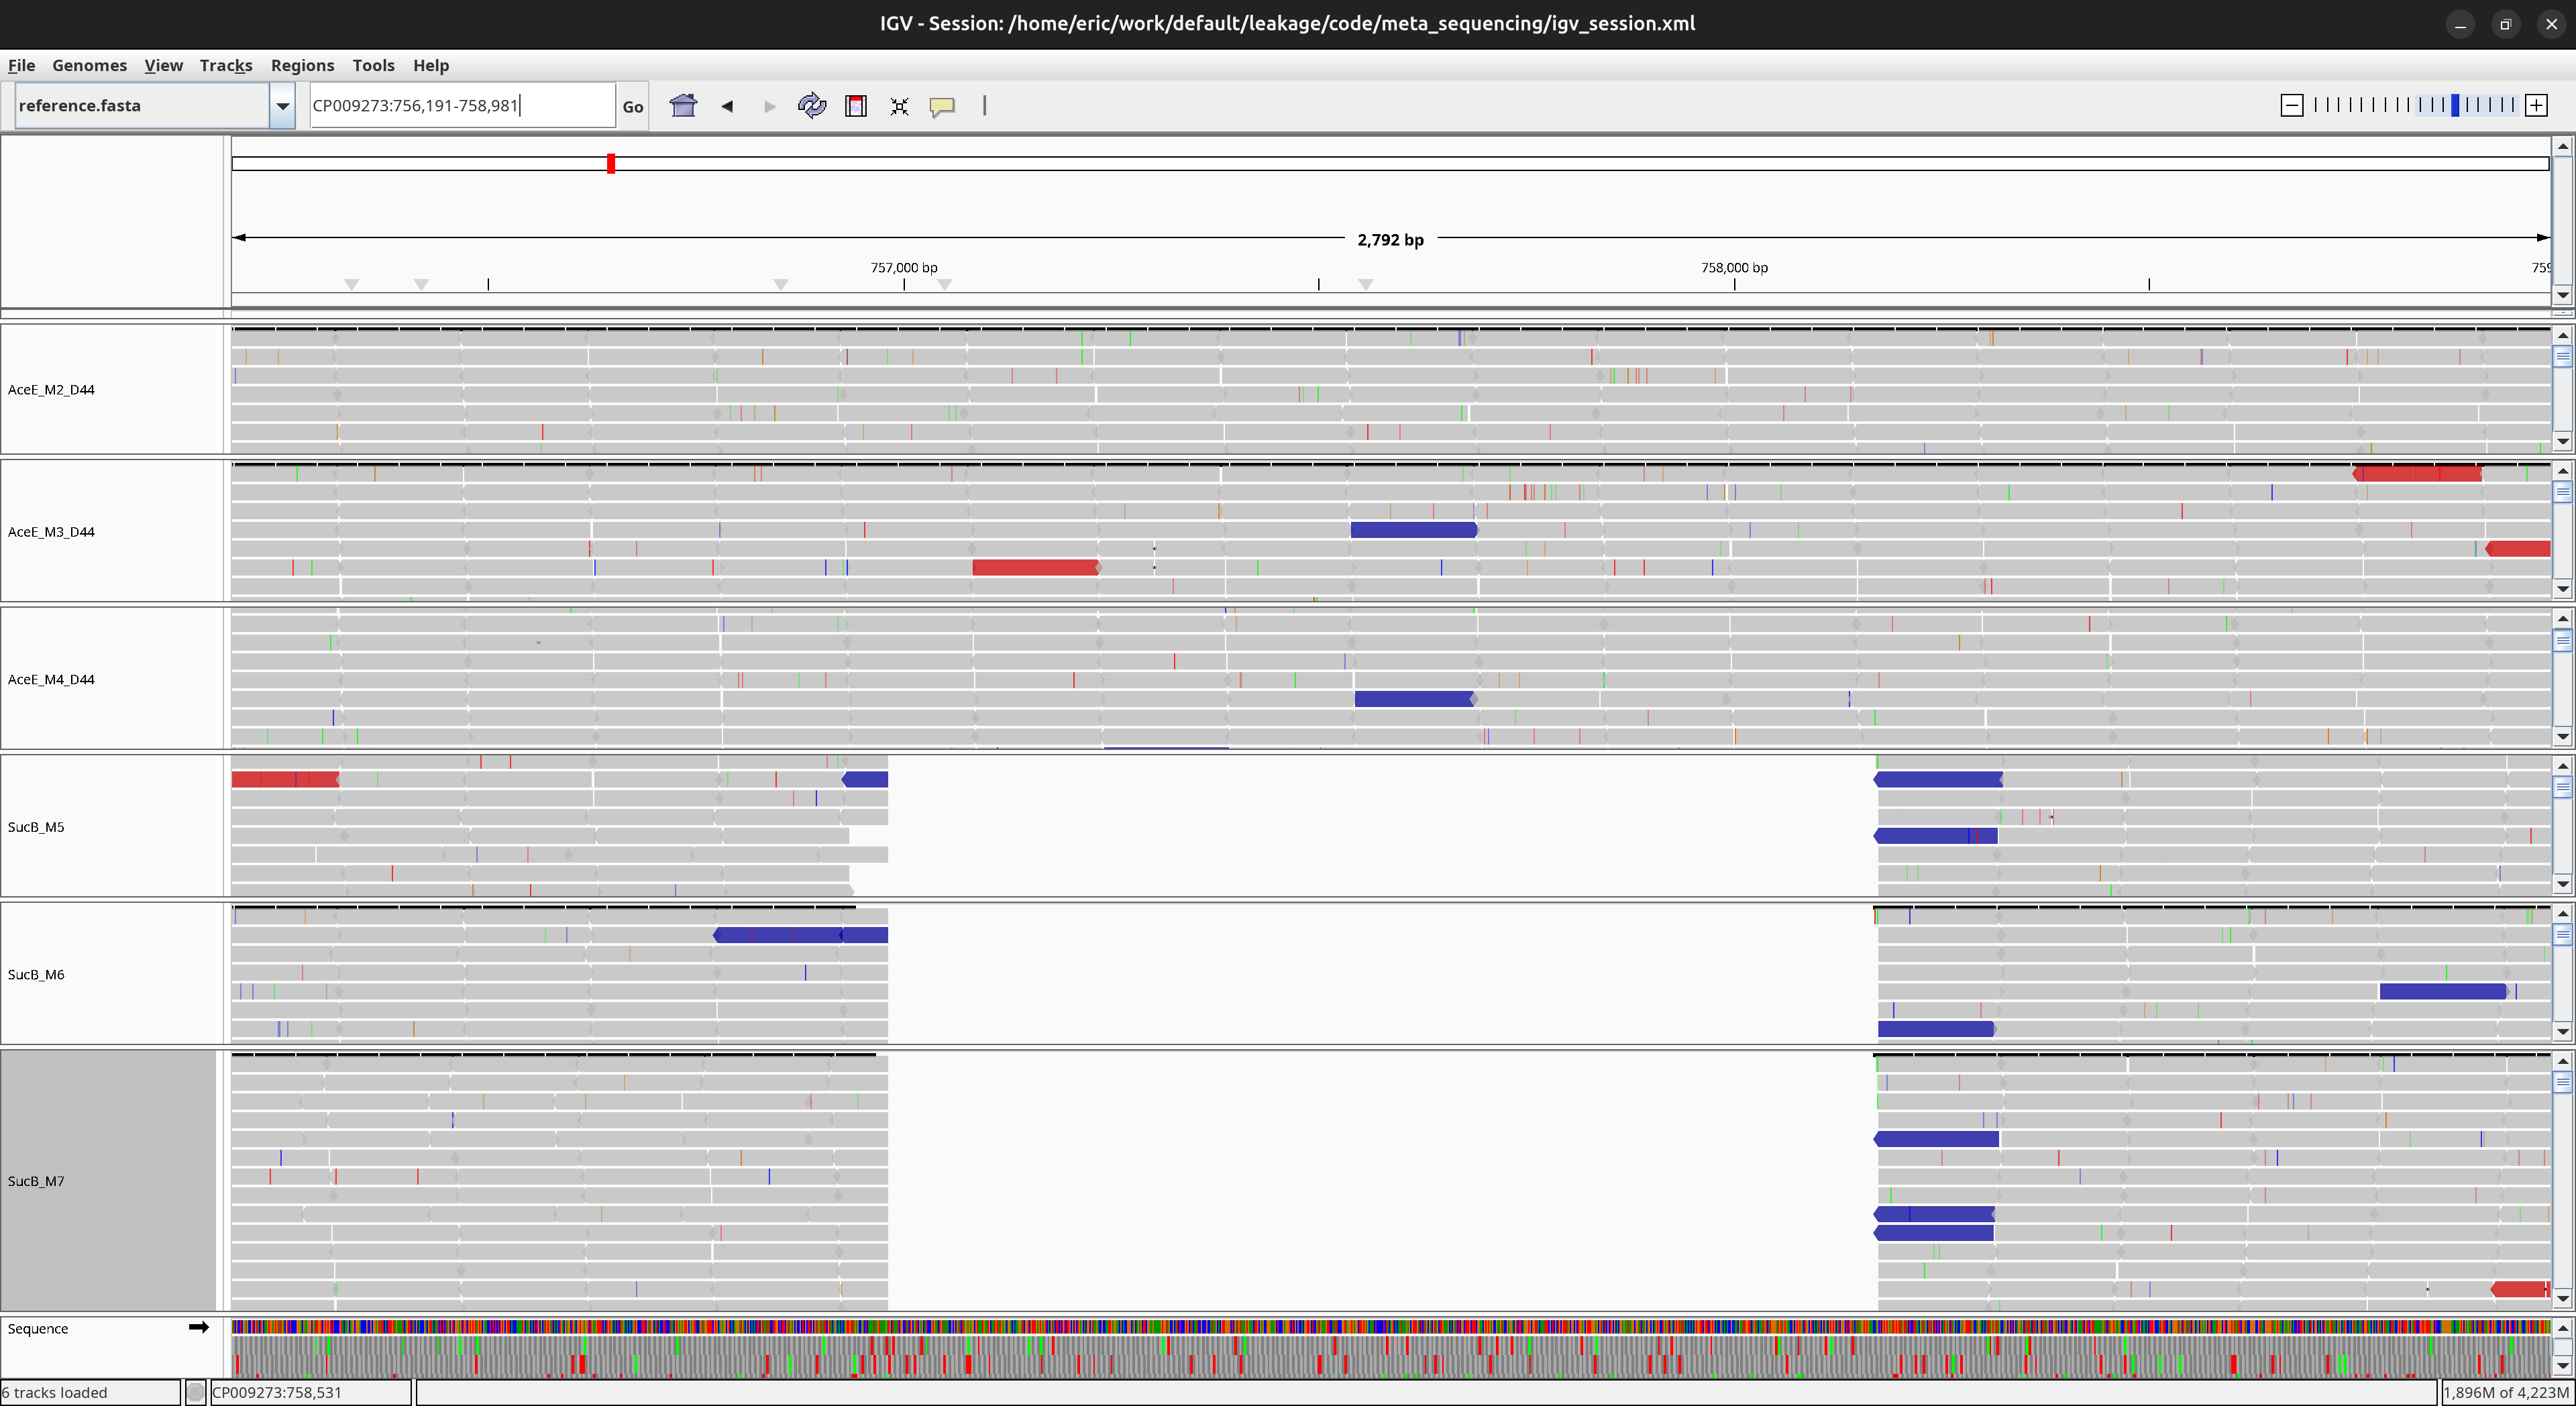 IGV - Session: /home/eric/work/default/leakage/code/meta_sequencing/igv_session.xml
File Genomes View Tracks Regions Tools Help
reference.fasta CP009273:756,191-758,981 Go
2,792 bp
757,000 bp 758,000 bp 759
AceE_M2_D44
AceE_M3_D44
AceE_M4_D44
SucB_M5
SucB_M6
SucB_M7
Sequence
6 tracks loaded CP009273:758,531 1,896M of 4,223M